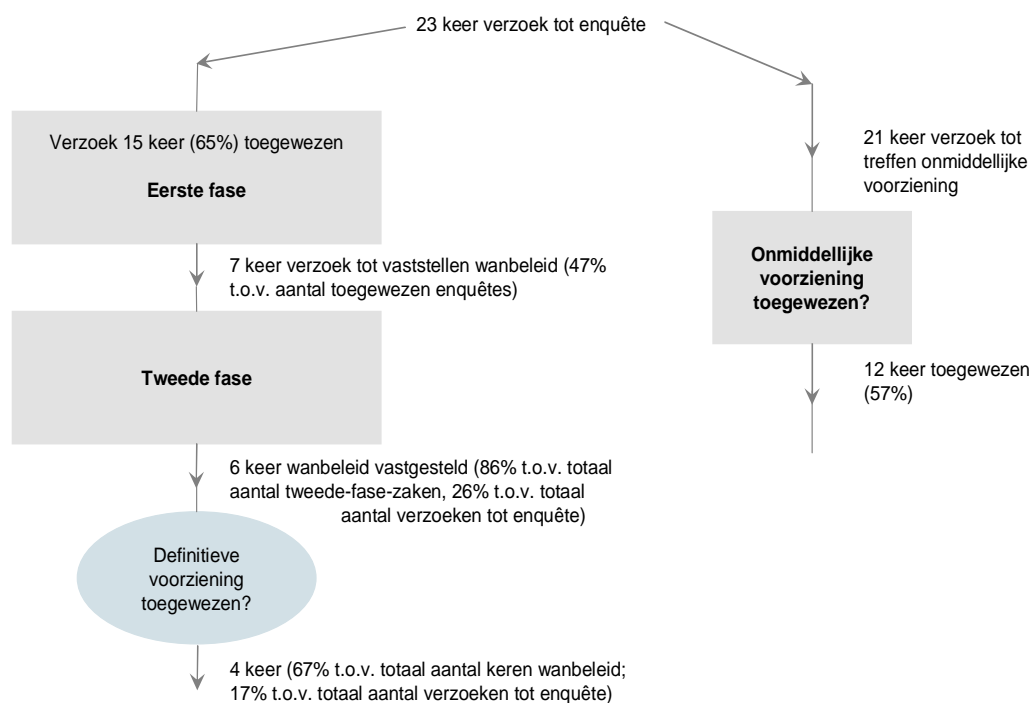 23 keer verzoek tot enquête
Verzoek 15 keer (65%) toegewezen
Eerste fase
7 keer verzoek tot vaststellen wanbeleid (47%
t.o.v. aantal toegewezen enquêtes)
Tweede fase
6 keer wanbeleid vastgesteld (86% t.o.v. totaal
aantal tweede-fase-zaken, 26% t.o.v. totaal
aantal verzoeken tot enquête)
Definitieve
voorziening
toegewezen?
4 keer (67% t.o.v. totaal aantal keren wanbeleid;
17% t.o.v. totaal aantal verzoeken tot enquête)
21 keer verzoek tot
treffen onmiddellijke
voorziening
Onmiddellijke
voorziening
toegewezen?
12 keer toegewezen
(57%)